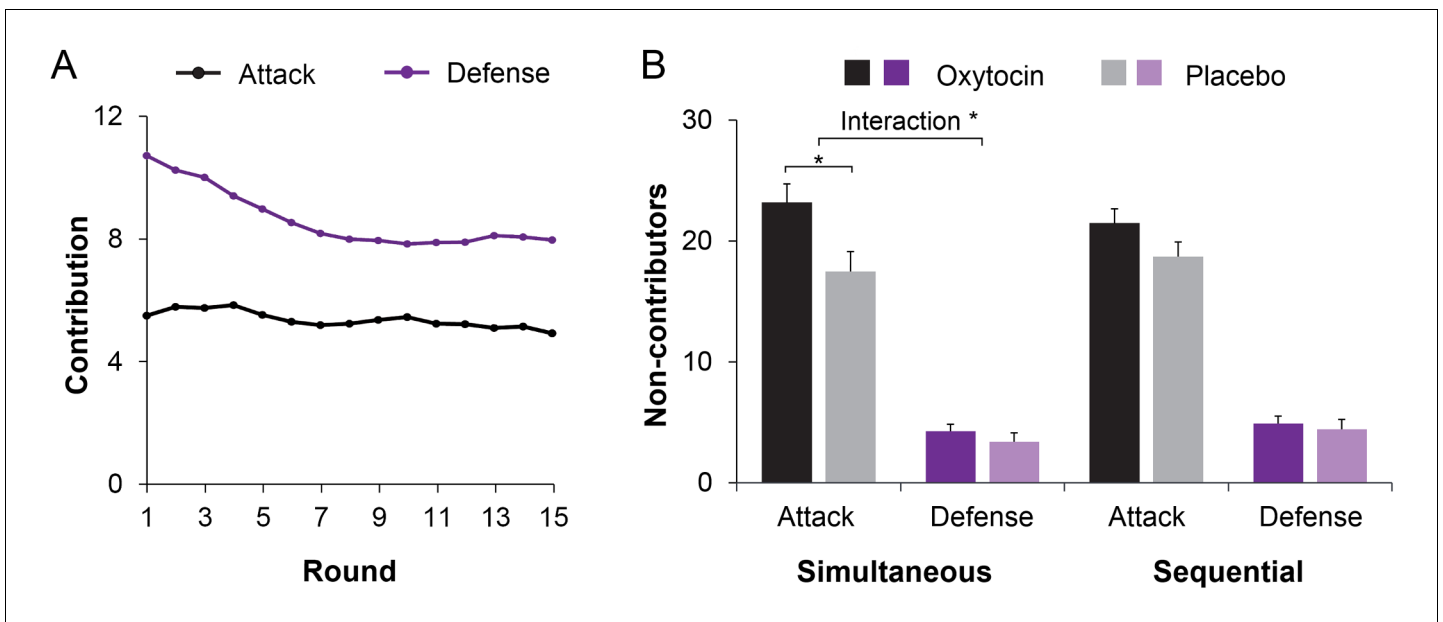 A
Attack
Defense
12
8
4
0
Contribution
1 3 5 7 9 11 13 15
Round
B
Oxytocin
Placebo
30
20
10
0
Non-contributors
Interaction *
*
Attack Defense Attack Defense
Simultaneous Sequential